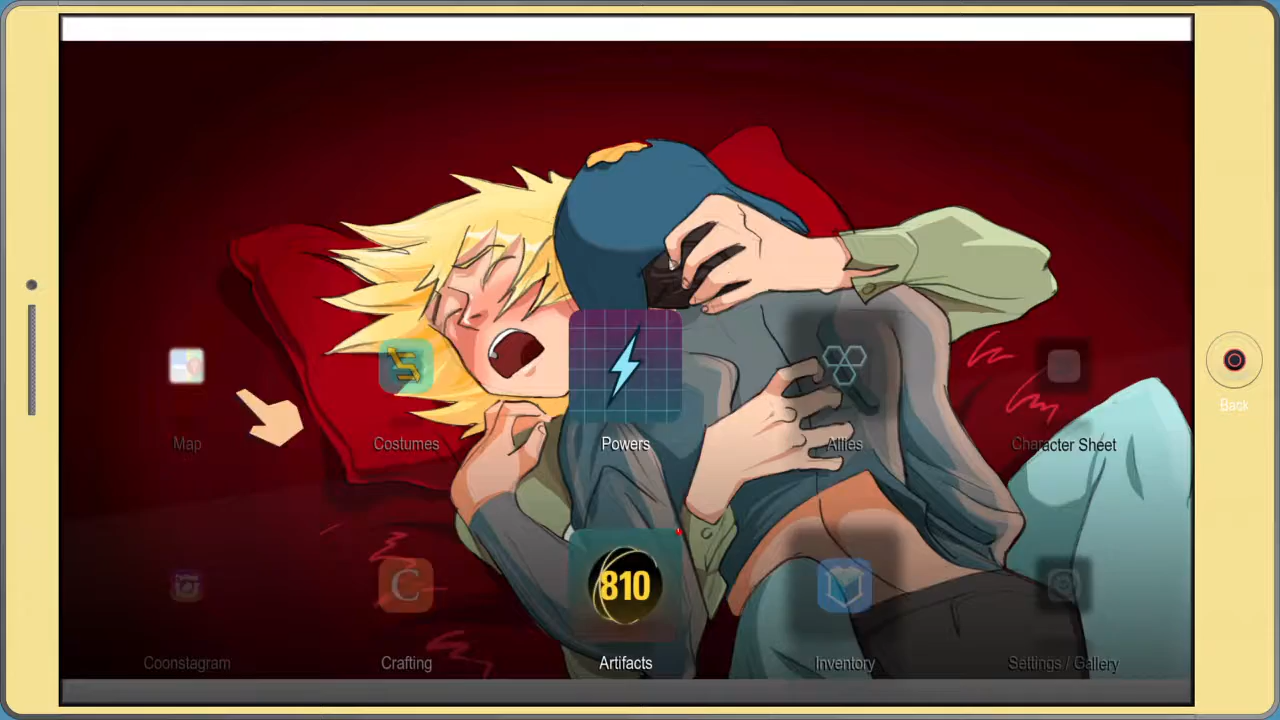 Map
Costumes
Powers
Allies
Character Sheet
Back
C
810
Coonstagram
Crafting
Artifacts
Inventory
Settings / Gallery